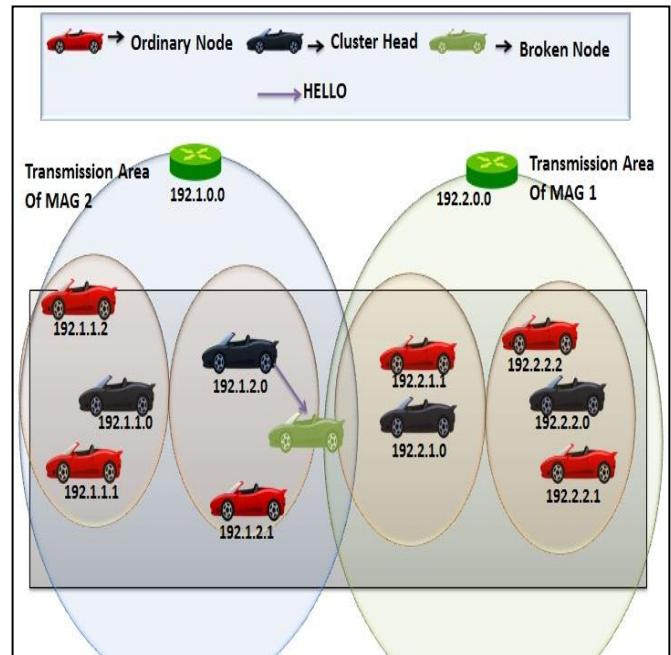 Ordinary Node
Cluster Head
Broken Node
HELLO
Transmission Area
Of MAG 2
192.1.0.0
Transmission Area
Of MAG 1
192.2.0.0
192.1.1.2
192.1.1.0
192.1.1.1
192.1.2.0
192.1.2.1
192.2.1.1
192.2.1.0
192.2.2.2
192.2.2.0
192.2.2.1